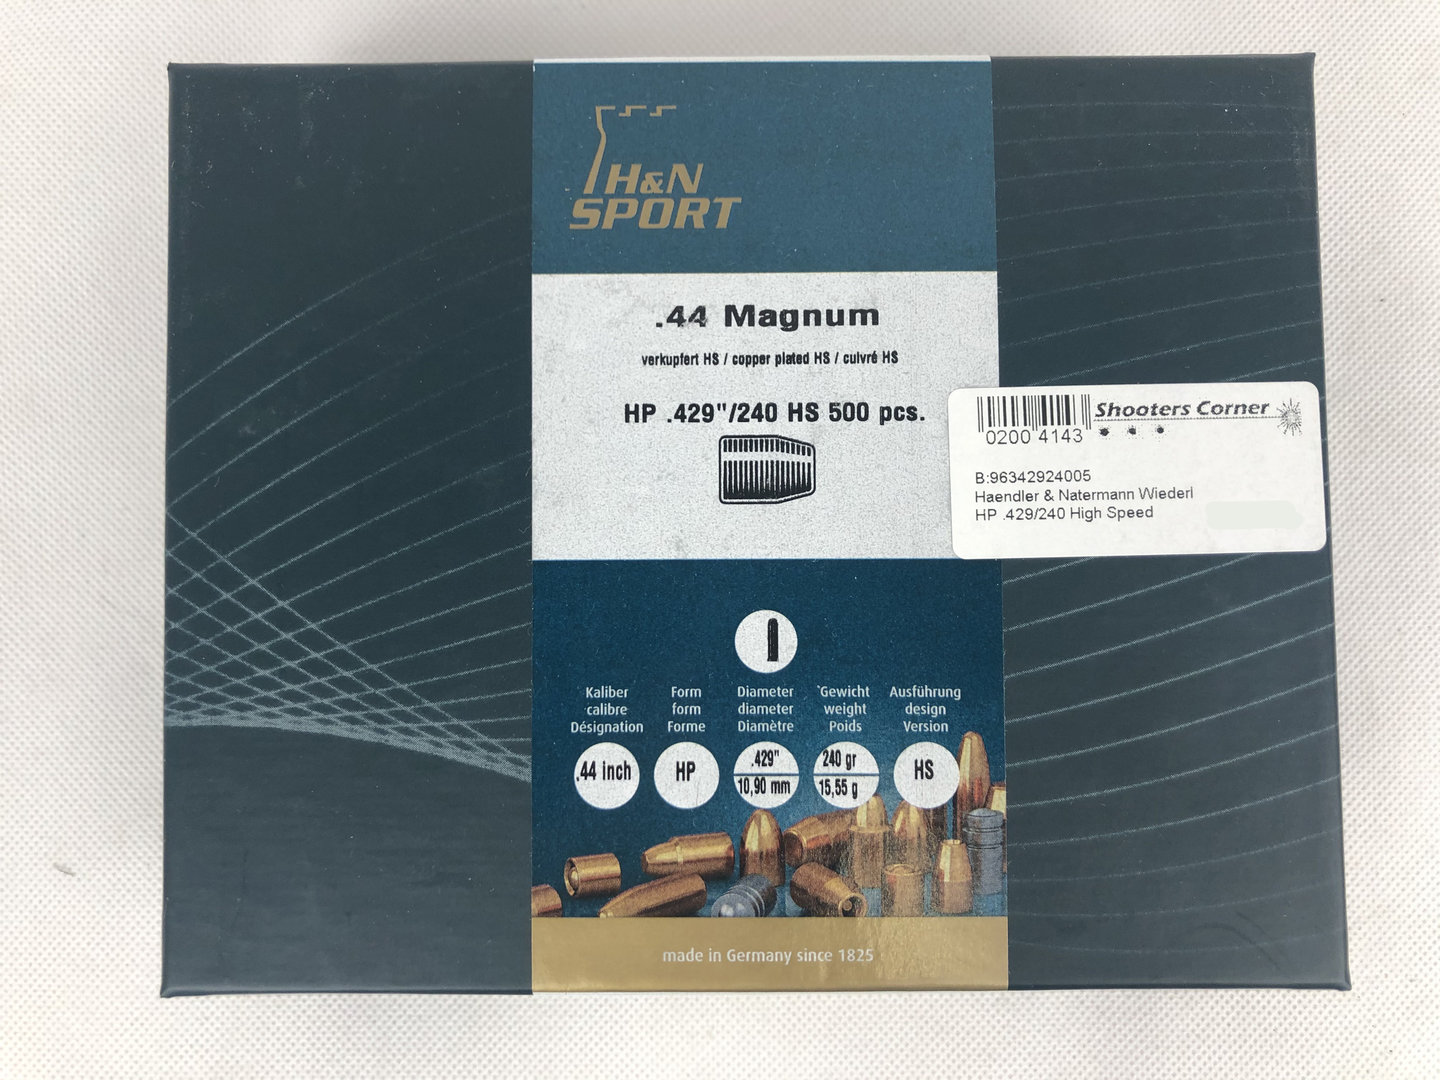 H&N
SPORT
.44 Magnum
verkupfert HS / copper plated HS / cuivré HS
HP .429"/240 HS 500 pcs.
Shooters Corner
0200 4143
B:96342924005
Haendler & Natermann Wiederl
HP .429/240 High Speed
Kaliber
calibre
Désignation
Form
form
Forme
Diameter
diameter
Diamètre
Gewicht
weight
Poids
Ausführung
design
Version
.44 inch
HP
.429"
10,90 mm
240 gr
15,55 g
HS
made in Germany since 1825